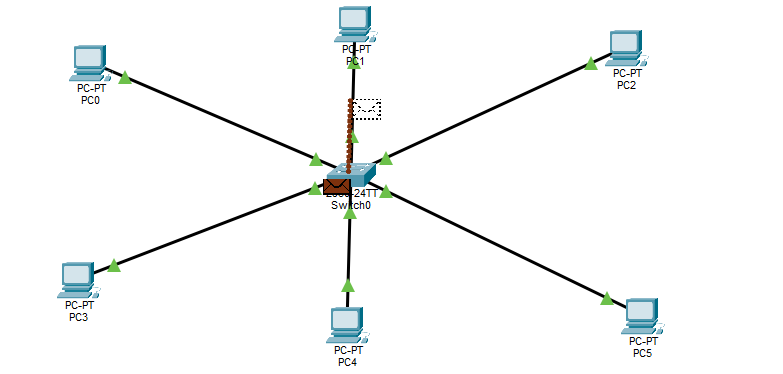 PC-PT
PC1
PC-PT
PC2
PC-PT
PC0
24TT
Switch0
PC-PT
PC3
PC-PT
PC4
PC-PT
PC5